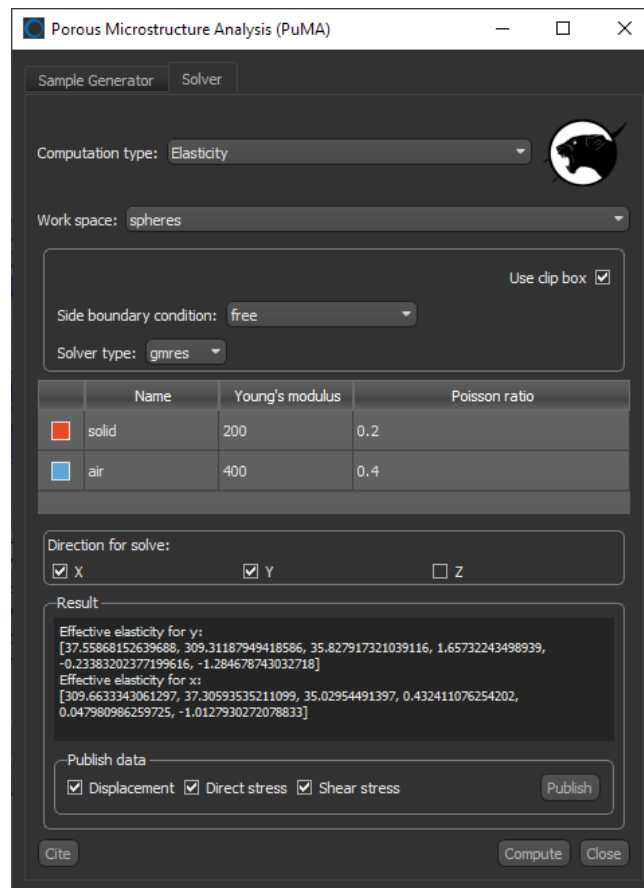 Porous Microstructure Analysis (PuMA)
Sample Generator Solver
Computation type: Elasticity
Work space: spheres
Use clip box
Side boundary condition: free
Solver type: gmres
Name Young's modulus Poisson ratio
solid 200 0.2
air 400 0.4
Direction for solve:
X Y Z
Result
Effective elasticity for y:
[37.55868152639688, 309.31187949418586, 35.827917321039116, 1.65732243498939,
-0.23383202377199616, -1.284678743032718]
Effective elasticity for x:
[309.6633343061297, 37.30593535211099, 35.02954491397, 0.432411076254202,
0.047980986259725, -1.0127930272078833]
Publish data
Displacement Direct stress Shear stress Publish
Cite Compute Close